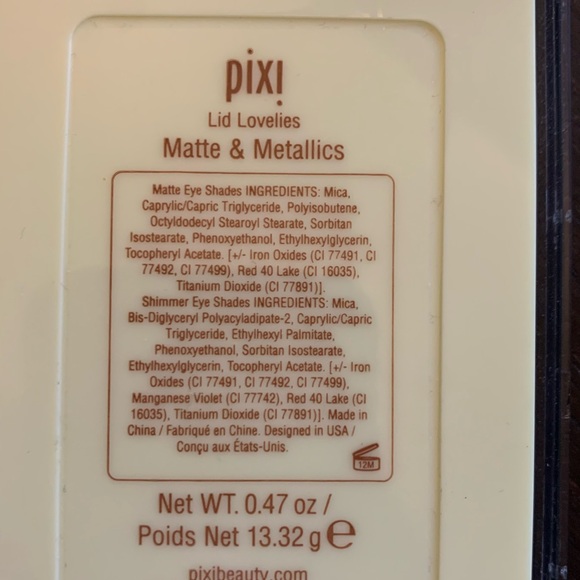 pixi
Lid Lovelies
Matte & Metallics
Matte Eye Shades INGREDIENTS: Mica,
Caprylic/Capric Triglyceride, Polyisobutene,
Octyldodecyl Stearoyl Stearate, Sorbitan
Isostearate, Phenoxyethanol, Ethylhexylglycerin,
Tocopheryl Acetate. [+/- Iron Oxides (CI 77491, CI
77492, CI 77499), Red 40 Lake (CI 16035),
Titanium Dioxide (CI 77891)].
Shimmer Eye Shades INGREDIENTS: Mica,
Bis-Diglyceryl Polyacyladipate-2, Caprylic/Capric
Triglyceride, Ethylhexyl Palmitate,
Phenoxyethanol, Sorbitan Isostearate,
Ethylhexylglycerin, Tocopheryl Acetate. [+/- Iron
Oxides (CI 77491, CI 77492, CI 77499),
Manganese Violet (CI 77742), Red 40 Lake (CI
16035), Titanium Dioxide (CI 77891)]. Made in
China / Fabriqué en Chine. Designed in USA /
Conçu aux États-Unis.
12M
Net WT. 0.47 oz /
Poids Net 13.32 g ℮
pixibeauty.com